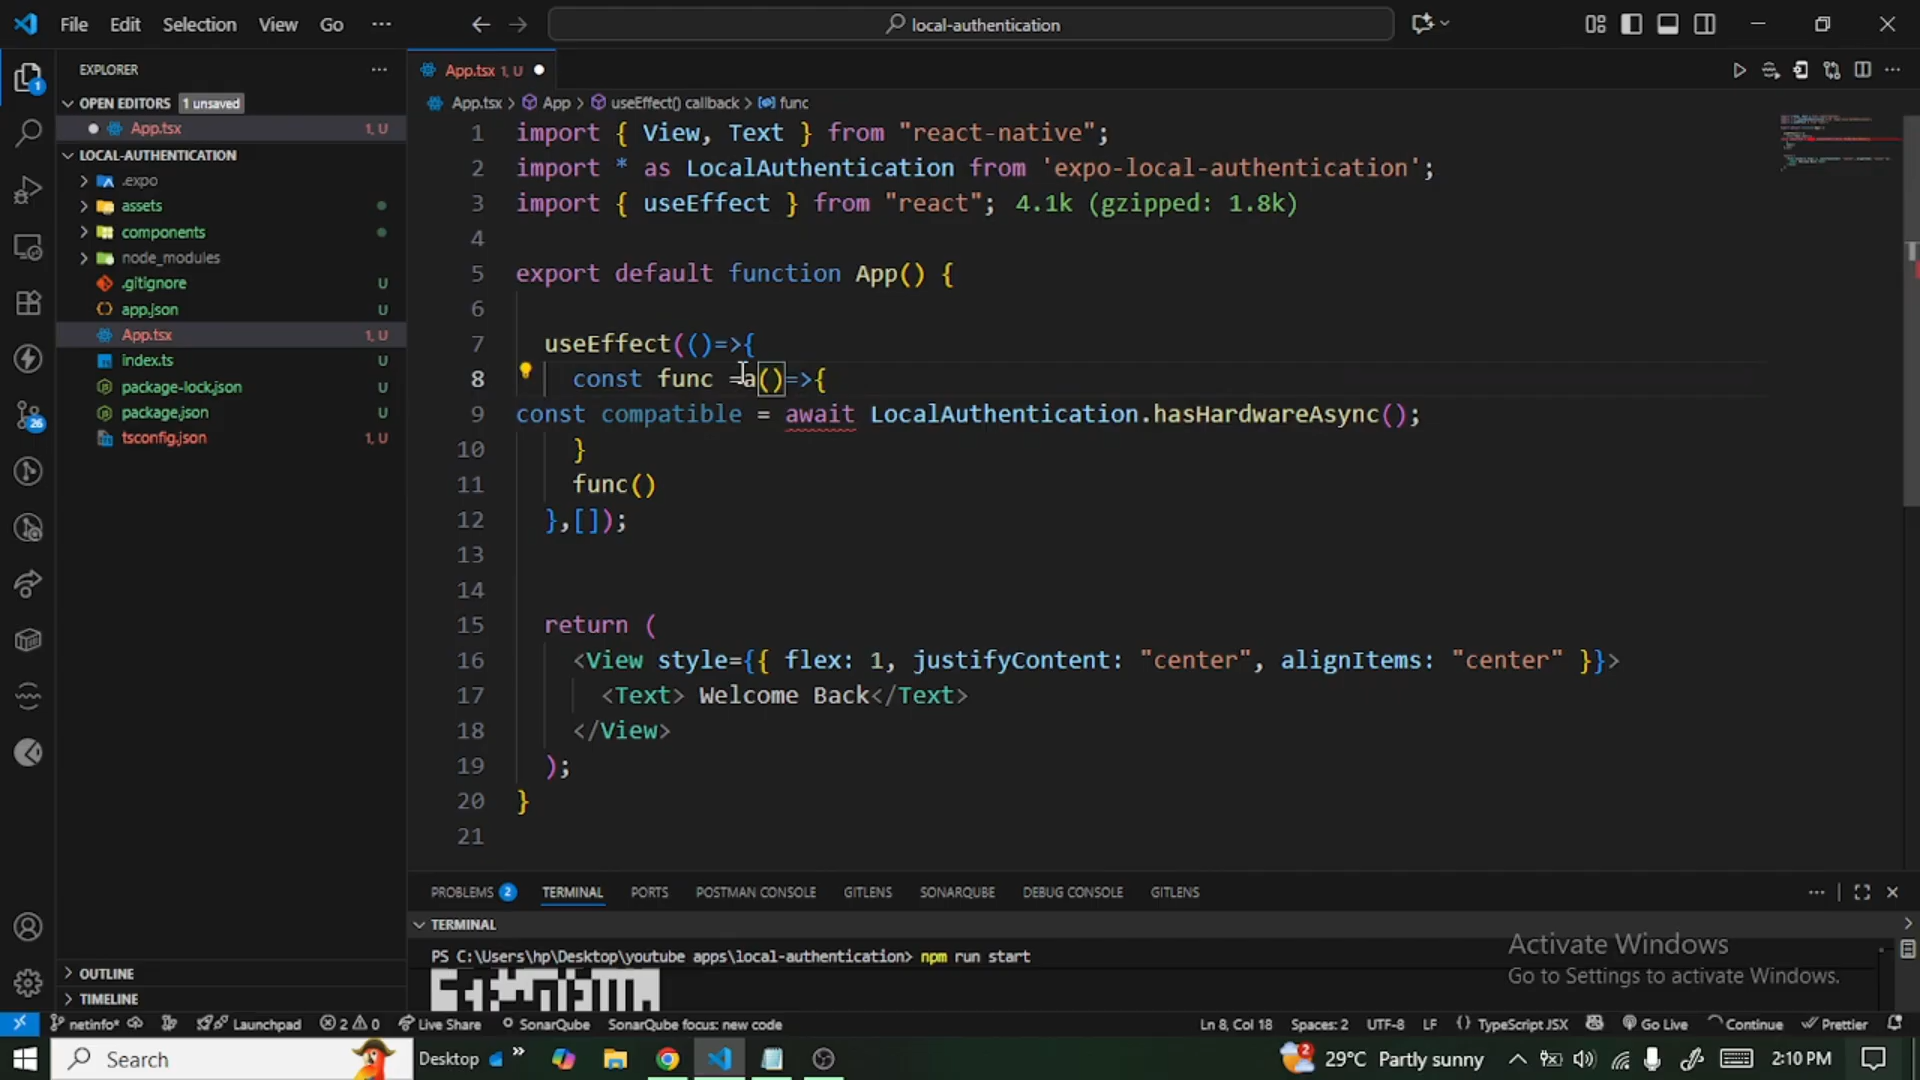 File Edit Selection View Go ··· local-authentication
EXPLORER
OPEN EDITORS 1 unsaved
App.tsx 1, U
LOCAL-AUTHENTICATION
.expo
assets
components
node_modules
.gitignore U
app.json U
App.tsx 1, U
index.ts U
package-lock.json U
package.json U
tsconfig.json 1, U
OUTLINE
TIMELINE
1
26
App.tsx 1, U
App.tsx > App > useEffect() callback > func
1 import { View, Text } from "react-native";
2 import * as LocalAuthentication from 'expo-local-authentication';
3 import { useEffect } from "react"; 4.1k (gzipped: 1.8k)
4
5 export default function App() {
6
7 useEffect(()=>{
8 const func =a()=>{
9 const compatible = await LocalAuthentication.hasHardwareAsync();
10 }
11 func()
12 },[]);
13
14
15 return (
16 <View style={{ flex: 1, justifyContent: "center", alignItems: "center" }}>
17 <Text> Welcome Back</Text>
18 </View>
19 );
20 }
21
PROBLEMS 2 TERMINAL PORTS POSTMAN CONSOLE GITLENS SONARQUBE DEBUG CONSOLE GITLENS
TERMINAL
PS C:\Users\hp\Desktop\youtube apps\local-authentication> npm run start
Activate Windows
Go to Settings to activate Windows.
netinfo* Launchpad 2 0 Live Share SonarQube SonarQube focus: new code Ln 8, Col 18 Spaces: 2 UTF-8 LF {} TypeScript JSX Go Live Continue Prettier
Search Desktop 2 29°C Partly sunny 2:10 PM